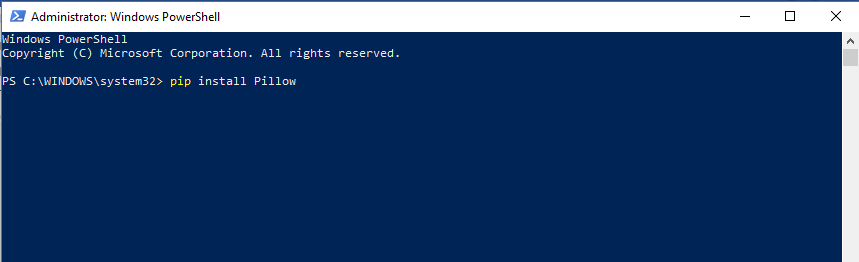 Administrator: Windows PowerShell
Windows PowerShell
Copyright (C) Microsoft Corporation. All rights reserved.
PS C:\WINDOWS\system32> pip install Pillow